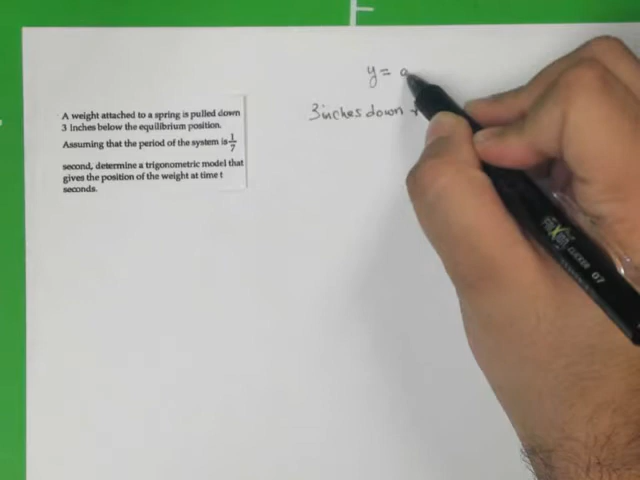 A weight attached to a spring is pulled down
3 inches below the equilibrium position.
Assuming that the period of the system is 1/7
second, determine a trigonometric model that
gives the position of the weight at time t
seconds.
y = a
3 inches down
07